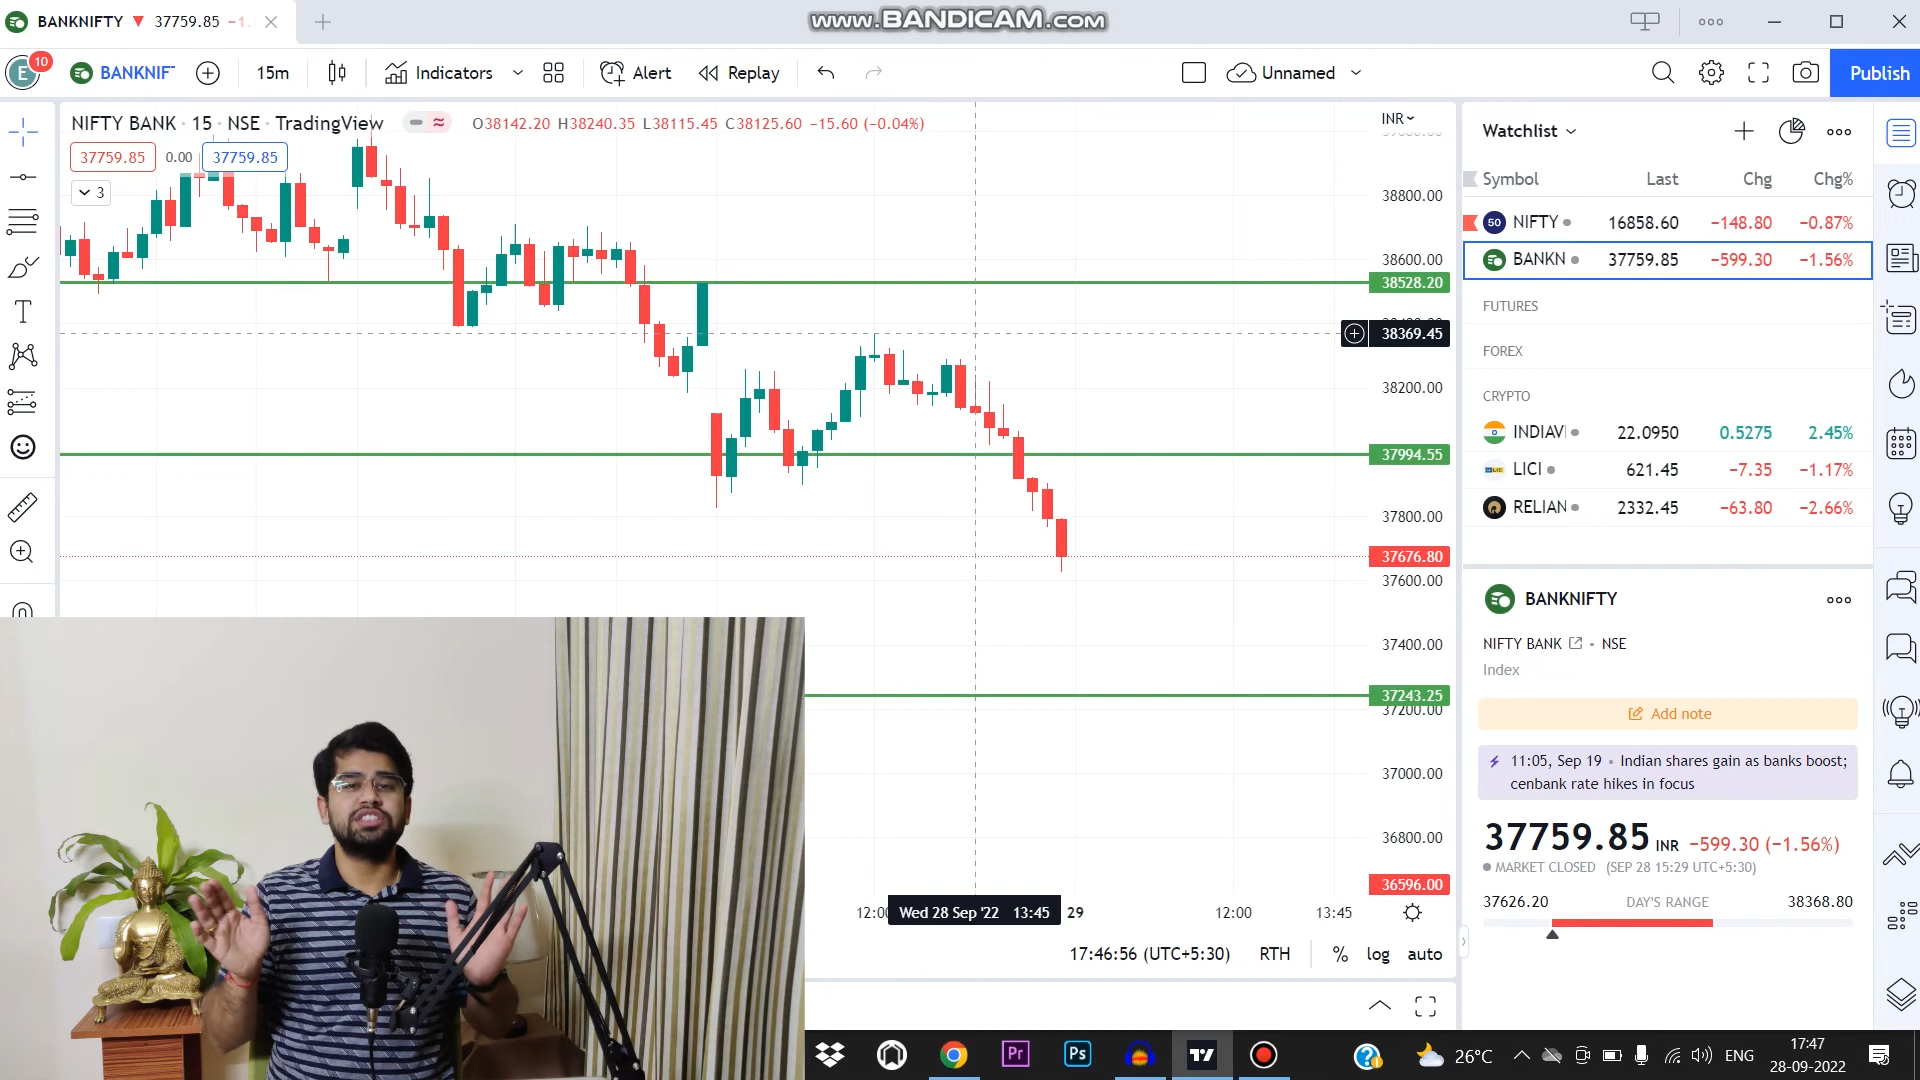 BANKNIFTY ▼ 37759.85 −1.
www.BANDICAM.com
E 10 BANKNIF 15m Indicators Alert Replay Unnamed Publish
NIFTY BANK · 15 · NSE · TradingView O38142.20 H38240.35 L38115.45 C38125.60 −15.60 (−0.04%)
INR
37759.85 0.00 37759.85
3
38800.00
38600.00
38528.20
38369.45
38200.00
37994.55
37800.00
37676.80
37600.00
37400.00
37243.25
37200.00
37000.00
36800.00
36596.00
12:00 Wed 28 Sep '22 13:45 29 12:00 13:45
17:46:56 (UTC+5:30) RTH % log auto
Watchlist
Symbol Last Chg Chg%
50 NIFTY 16858.60 −148.80 −0.87%
BANKN 37759.85 −599.30 −1.56%
FUTURES
FOREX
CRYPTO
INDIAVI 22.0950 0.5275 2.45%
LICI 621.45 −7.35 −1.17%
RELIAN 2332.45 −63.80 −2.66%
BANKNIFTY
NIFTY BANK · NSE
Index
Add note
11:05, Sep 19 • Indian shares gain as banks boost;
cenbank rate hikes in focus
37759.85 INR −599.30 (−1.56%)
MARKET CLOSED (SEP 28 15:29 UTC+5:30)
37626.20 DAY'S RANGE 38368.80
Pr Ps 26°C ENG
17:47
28-09-2022